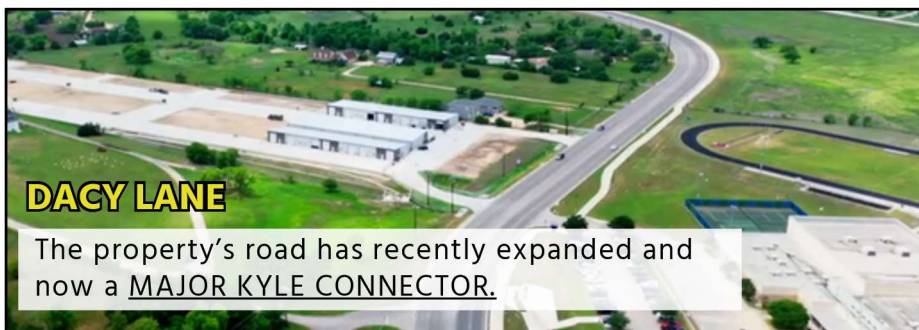 DACY LANE
The property's road has recently expanded and
now a MAJOR KYLE CONNECTOR.